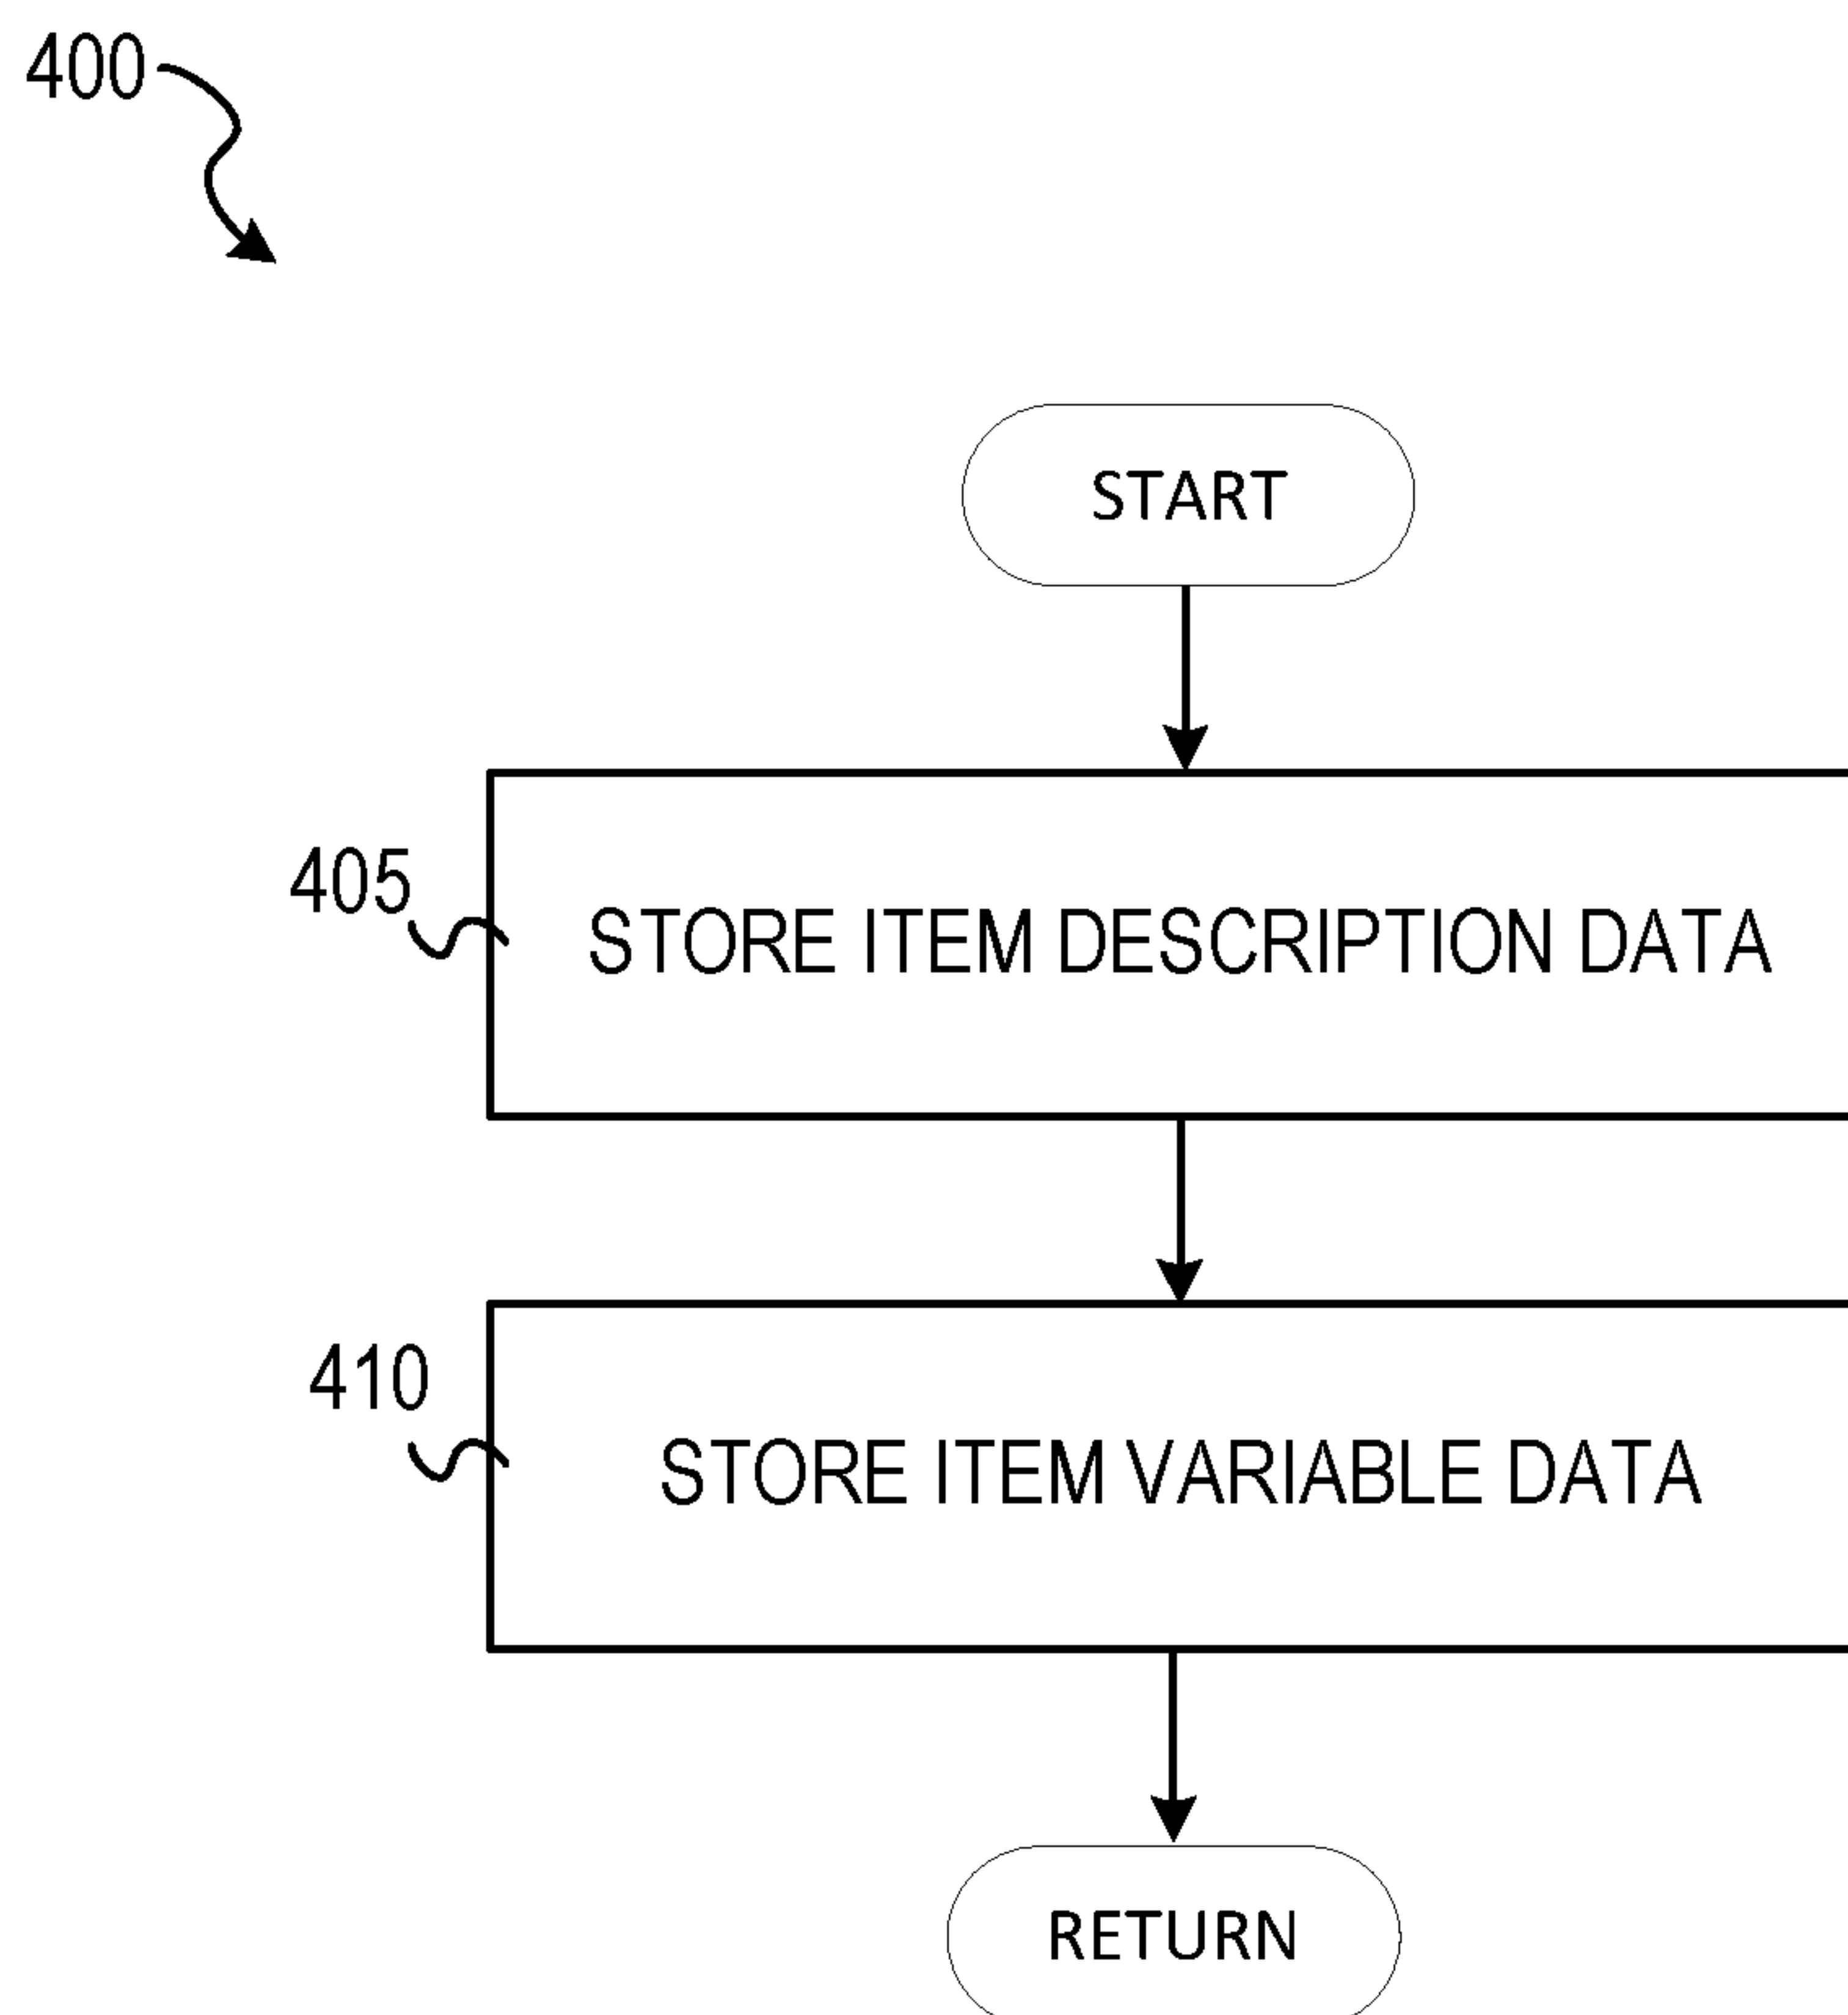 400
START
405
STORE ITEM DESCRIPTION DATA
410
STORE ITEM VARIABLE DATA
RETURN